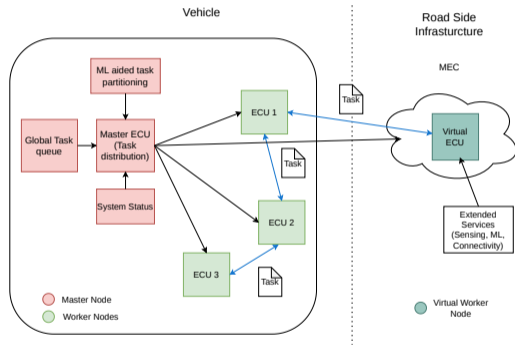 Vehicle
Road Side
Infrasturcture
MEC
ML aided task
partitioning
Global Task
queue
Master ECU
(Task
distribution)
System Status
ECU 1
Task
Task
Virtual
ECU
ECU 2
ECU 3
Task
Extended
Services
(Sensing, ML,
Connectivity)
Master Node
Worker Nodes
Virtual Worker
Node